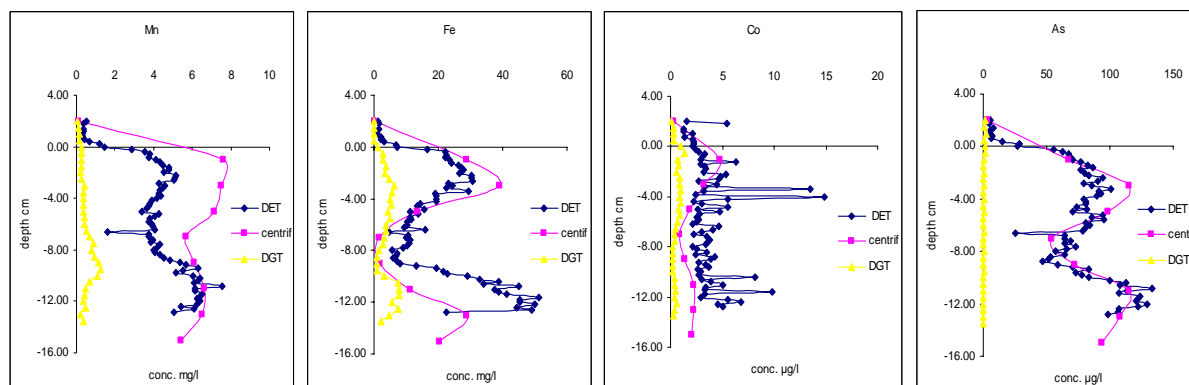 Mn
0 2 4 6 8 10
4.00
0.00
-4.00
-8.00
-12.00
-16.00
depth cm
DET
centrif
DGT
conc. mg/l
Fe
0 20 40 60
4.00
0.00
-4.00
-8.00
-12.00
-16.00
depth cm
DET
centrif
DGT
conc. mg/l
Co
0 5 10 15 20
4.00
0.00
-4.00
-8.00
-12.00
-16.00
depth cm
DET
centrif
DGT
conc. µg/l
As
0 50 100 150
4.00
0.00
-4.00
-8.00
-12.00
-16.00
depth cm
DET
centi
DGT
conc. µg/l